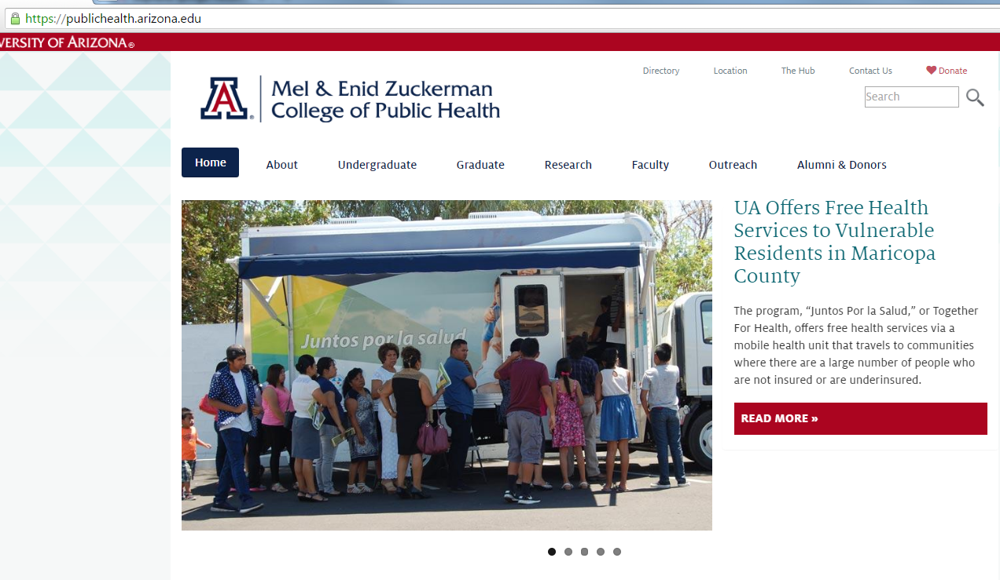 https://publichealth.arizona.edu
VERSITY OF ARIZONA®
Directory
Location
The Hub
Contact Us
Donate
A®
Mel & Enid Zuckerman
College of Public Health
Search
Home
About
Undergraduate
Graduate
Research
Faculty
Outreach
Alumni & Donors
Juntos por la salud
UA Offers Free Health
Services to Vulnerable
Residents in Maricopa
County
The program, “Juntos Por la Salud,” or Together
For Health, offers free health services via a
mobile health unit that travels to communities
where there are a large number of people who
are not insured or are underinsured.
READ MORE »